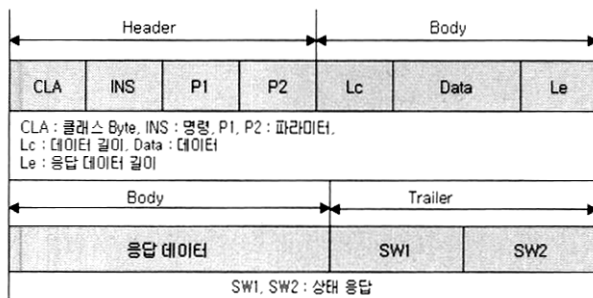 Header Body
CLA INS P1 P2 Lc Data Le
CLA : 클래스 Byte, INS : 명령, P1, P2 : 파라미터,
Lc : 데이터 길이, Data : 데이터
Le : 응답 데이터 길이
Body Trailer
응답 데이터 SW1 SW2
SW1, SW2 : 상태 응답